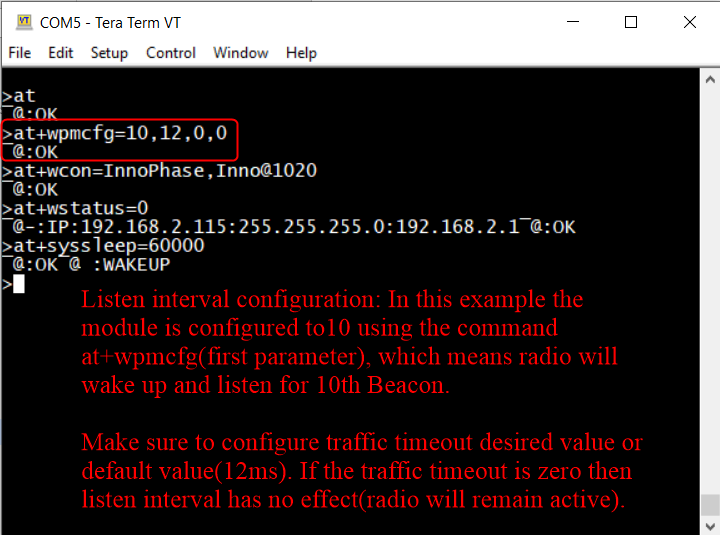 COM5 - Tera Term VT
File Edit Setup Control Window Help
>at
@:OK
>at+wpmcfg=10,12,0,0
@:OK
>at+wcon=InnoPhase,Inno@1020
@:OK
>at+wstatus=0
@-:IP:192.168.2.115:255.255.255.0:192.168.2.1 @:OK
>at+syssleep=60000
@:OK @ :WAKEUP
>
Listen interval configuration: In this example the
module is configured to10 using the command
at+wpmcfg(first parameter), which means radio will
wake up and listen for 10th Beacon.
Make sure to configure traffic timeout desired value or
default value(12ms). If the traffic timeout is zero then
listen interval has no effect(radio will remain active).